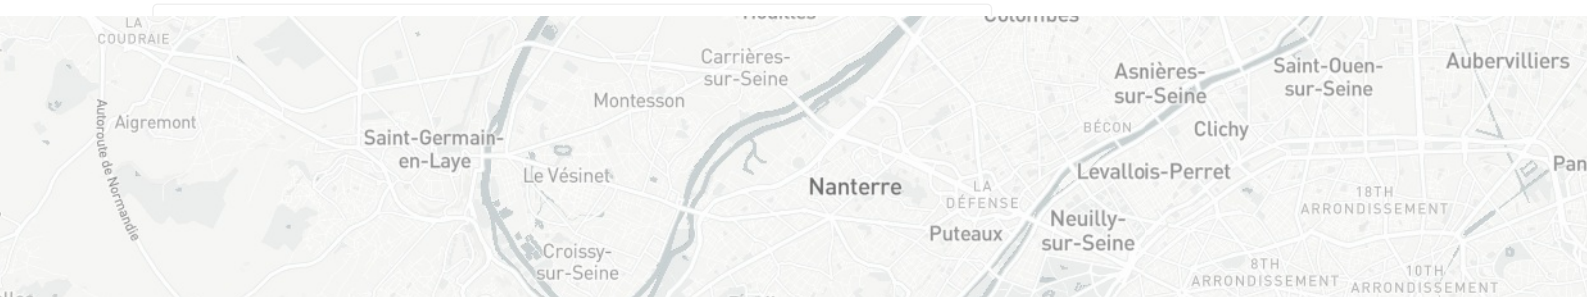 Colombes
LA
COUDRAIE
Carrières-
sur-Seine
Asnières-
sur-Seine
Saint-Ouen-
sur-Seine
Aubervilliers
Montesson
Autoroute de Normandie
Aigremont
Saint-Germain-
en-Laye
BÉCON
Clichy
Le Vésinet
Nanterre
LA
DÉFENSE
Levallois-Perret
Pan
18TH
ARRONDISSEMENT
Puteaux
Neuilly-
sur-Seine
Croissy-
sur-Seine
8TH
ARRONDISSEMENT
10TH
ARRONDISSEMENT